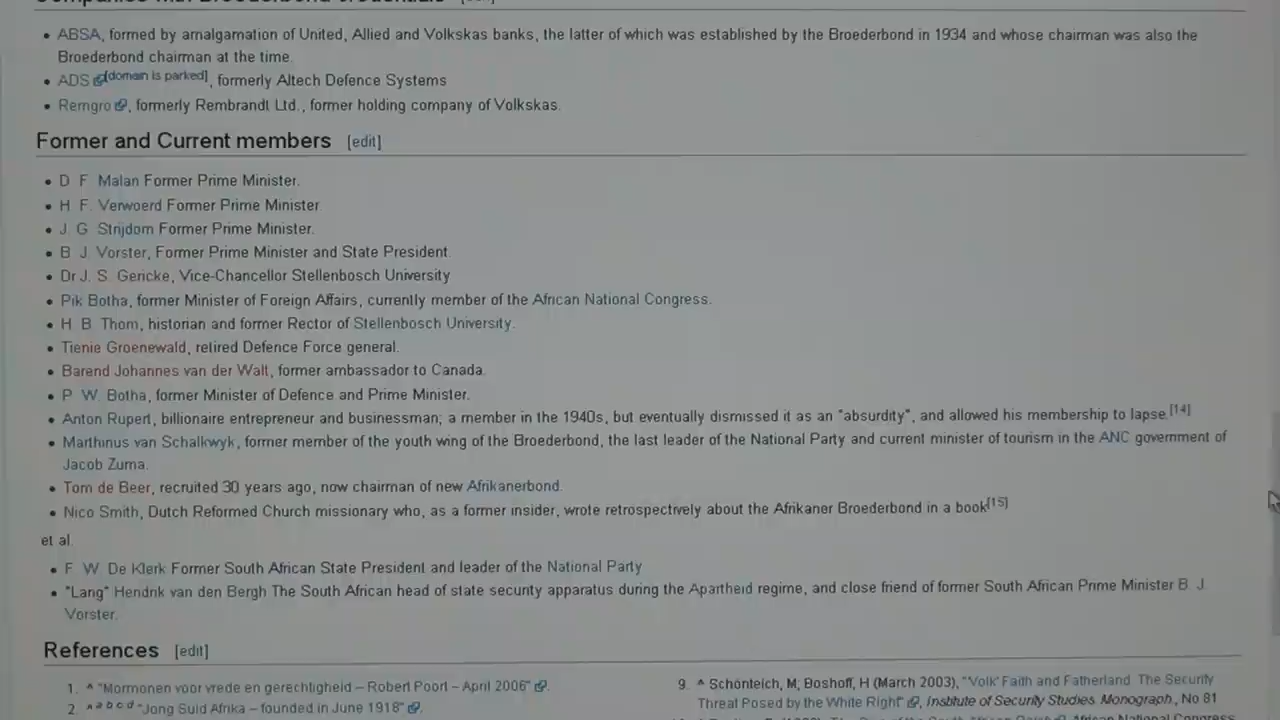 Companies with Broederbond credentials [edit]
• ABSA, formed by amalgamation of United, Allied and Volkskas banks, the latter of which was established by the Broederbond in 1934 and whose chairman was also the
Broederbond chairman at the time.
• ADS [domain is parked], formerly Altech Defence Systems
• Remgro, formerly Rembrandt Ltd., former holding company of Volkskas.
Former and Current members [edit]
• D. F. Malan Former Prime Minister.
• H. F. Verwoerd Former Prime Minister.
• J. G. Strijdom Former Prime Minister.
• B. J. Vorster, Former Prime Minister and State President.
• Dr J. S. Gericke, Vice-Chancellor Stellenbosch University
• Pik Botha, former Minister of Foreign Affairs, currently member of the African National Congress.
• H. B. Thom, historian and former Rector of Stellenbosch University.
• Tienie Groenewald, retired Defence Force general.
• Barend Johannes van der Walt, former ambassador to Canada.
• P. W. Botha, former Minister of Defence and Prime Minister.
• Anton Rupert, billionaire entrepreneur and businessman; a member in the 1940s, but eventually dismissed it as an "absurdity", and allowed his membership to lapse.[14]
• Marthinus van Schalkwyk, former member of the youth wing of the Broederbond, the last leader of the National Party and current minister of tourism in the ANC government of
Jacob Zuma.
• Tom de Beer, recruited 30 years ago, now chairman of new Afrikanerbond.
• Nico Smith, Dutch Reformed Church missionary who, as a former insider, wrote retrospectively about the Afrikaner Broederbond in a book[15]
et al.
• F. W. De Klerk Former South African State President and leader of the National Party
• "Lang" Hendrik van den Bergh The South African head of state security apparatus during the Apartheid regime, and close friend of former South African Prime Minister B. J.
Vorster.
References [edit]
1. ^ "Mormonen voor vrede en gerechtigheid – Robert Poort – April 2006".
2. ^ a b c d "Jong Suid Afrika – founded in June 1918".
9. ^ Schönteich, M; Boshoff, H (March 2003), "'Volk' Faith and Fatherland. The Security
Threat Posed by the White Right", Institute of Security Studies. Monograph., No 81